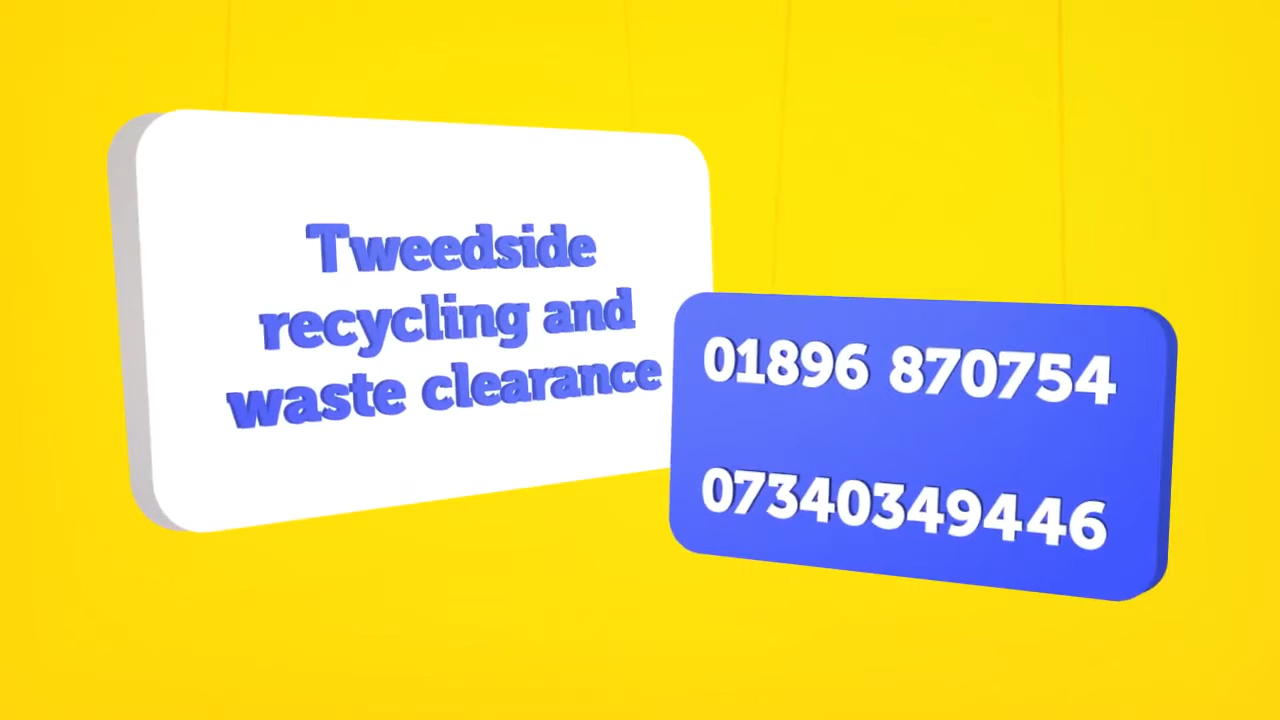 Tweedside
recycling and
waste clearance
01896 870754
07340349446